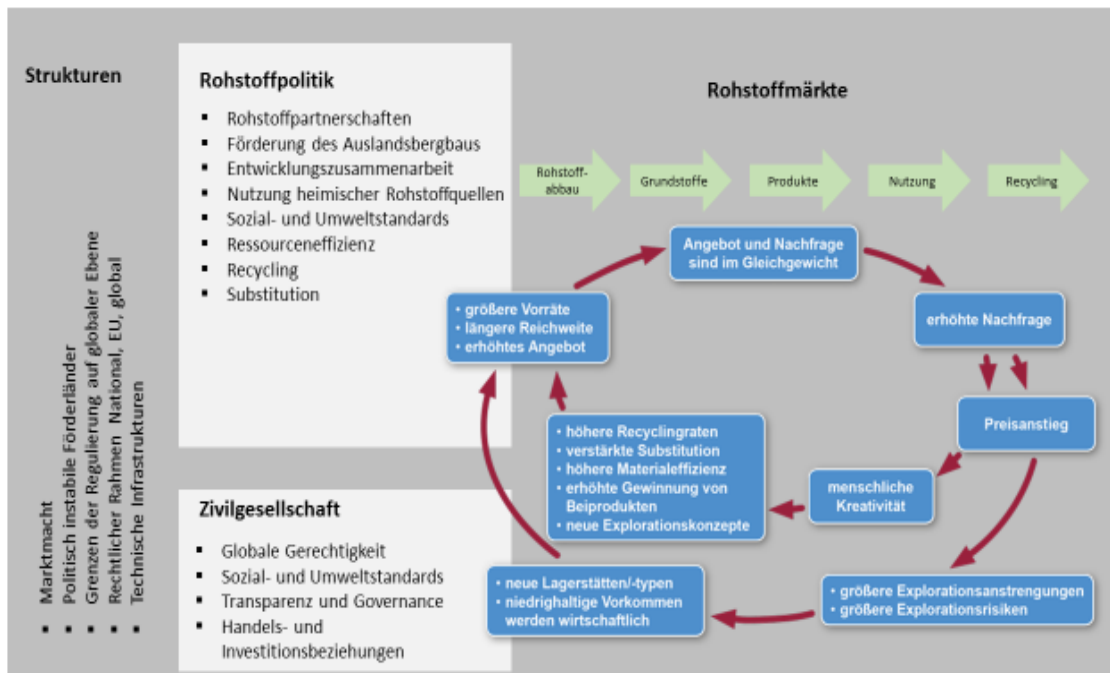 Strukturen
▪ Marktmacht
▪ Politisch instabile Förderländer
▪ Grenzen der Regulierung auf globaler Ebene
▪ Rechtlicher Rahmen National, EU, global
▪ Technische Infrastrukturen
Rohstoffpolitik
▪ Rohstoffpartnerschaften
▪ Förderung des Auslandsbergbaus
▪ Entwicklungszusammenarbeit
▪ Nutzung heimischer Rohstoffquellen
▪ Sozial- und Umweltstandards
▪ Ressourceneffizienz
▪ Recycling
▪ Substitution
Zivilgesellschaft
▪ Globale Gerechtigkeit
▪ Sozial- und Umweltstandards
▪ Transparenz und Governance
▪ Handels- und
Investitionsbeziehungen
Rohstoffmärkte
Rohstoff-
abbau
Grundstoffe
Produkte
Nutzung
Recycling
Angebot und Nachfrage
sind im Gleichgewicht
erhöhte Nachfrage
Preisanstieg
menschliche
Kreativität
• höhere Recyclingraten
• verstärkte Substitution
• höhere Materialeffizienz
• erhöhte Gewinnung von
Beiprodukten
• neue Explorationskonzepte
• größere Explorationsanstrengungen
• größere Explorationsrisiken
• neue Lagerstätten/-typen
• niedrighaltige Vorkommen
werden wirtschaftlich
• größere Vorräte
• längere Reichweite
• erhöhtes Angebot